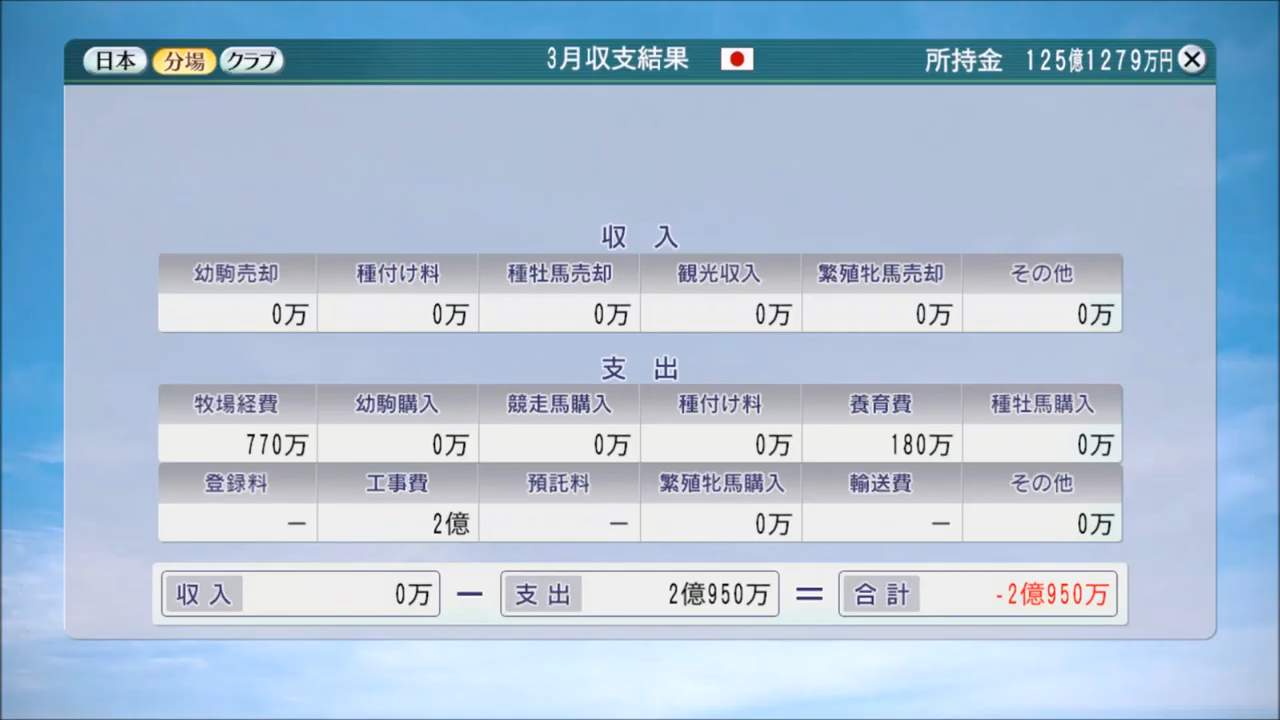 日本 分場 クラブ 3月収支結果 所持金 125億1279万円
収 入
幼駒売却 種付け料 種牡馬売却 観光収入 繁殖牝馬売却 その他
0万 0万 0万 0万 0万 0万
支 出
牧場経費 幼駒購入 競走馬購入 種付け料 養育費 種牡馬購入
770万 0万 0万 0万 180万 0万
登録料 工事費 預託料 繁殖牝馬購入 輸送費 その他
― 2億 ― 0万 ― 0万
収入 0万 ― 支出 2億950万 = 合計 -2億950万